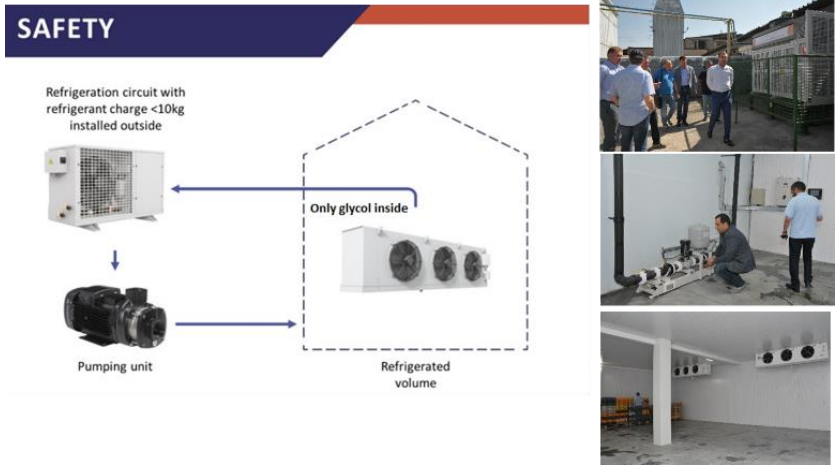 SAFETY
Refrigeration circuit with
refrigerant charge <10kg
installed outside
Only glycol inside
Pumping unit
Refrigerated
volume